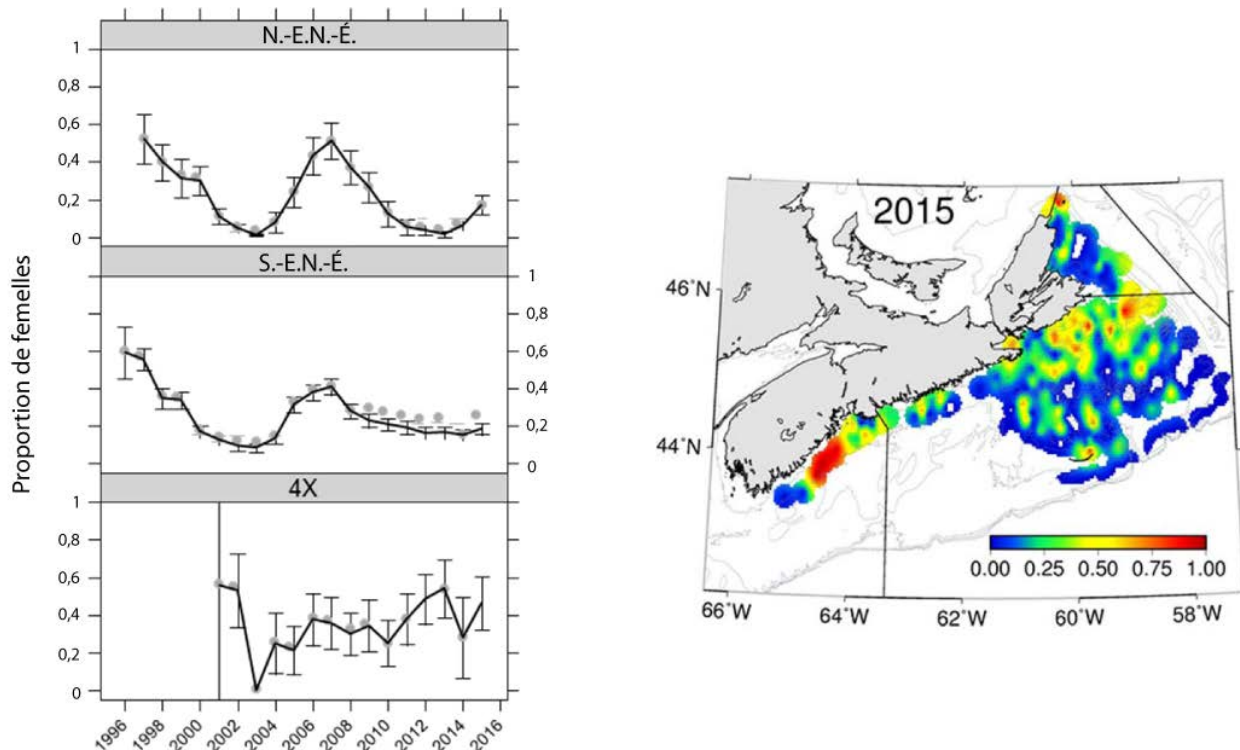 Proportion de femelles
N.-E.N.-É.
1
0,8
0,6
0,4
0,2
0
S.-E.N.-É.
1
0,8
0,6
0,4
0,2
0
4X
1
0,8
0,6
0,4
0,2
0
1996 1998 2000 2002 2004 2006 2008 2010 2012 2014 2016
2015
46°N
44°N
0.00 0.25 0.50 0.75 1.00
66°W 64°W 62°W 60°W 58°W